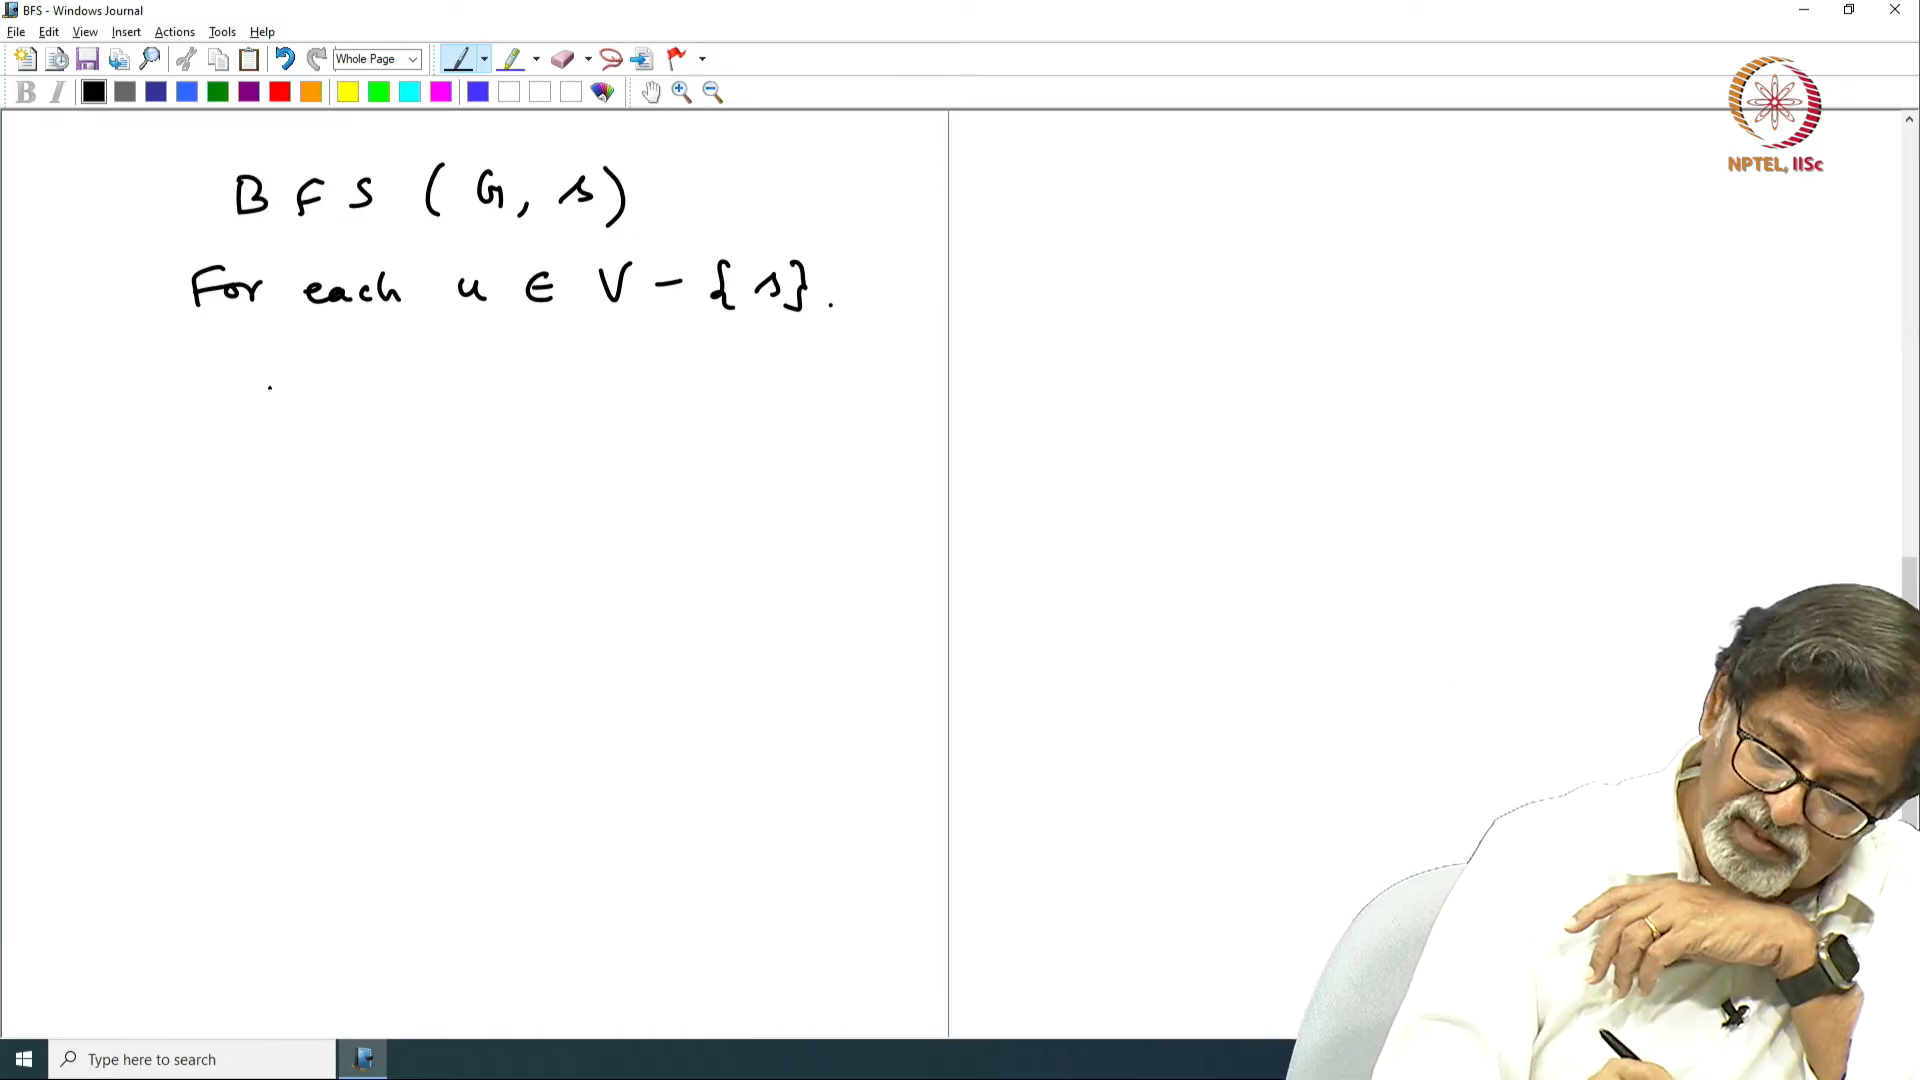 BFS - Windows Journal
File Edit View Insert Actions Tools Help
Whole Page
B I
NPTEL, IISc
BFS (G, s)
For each u ∈ V - {s}.
.
Type here to search